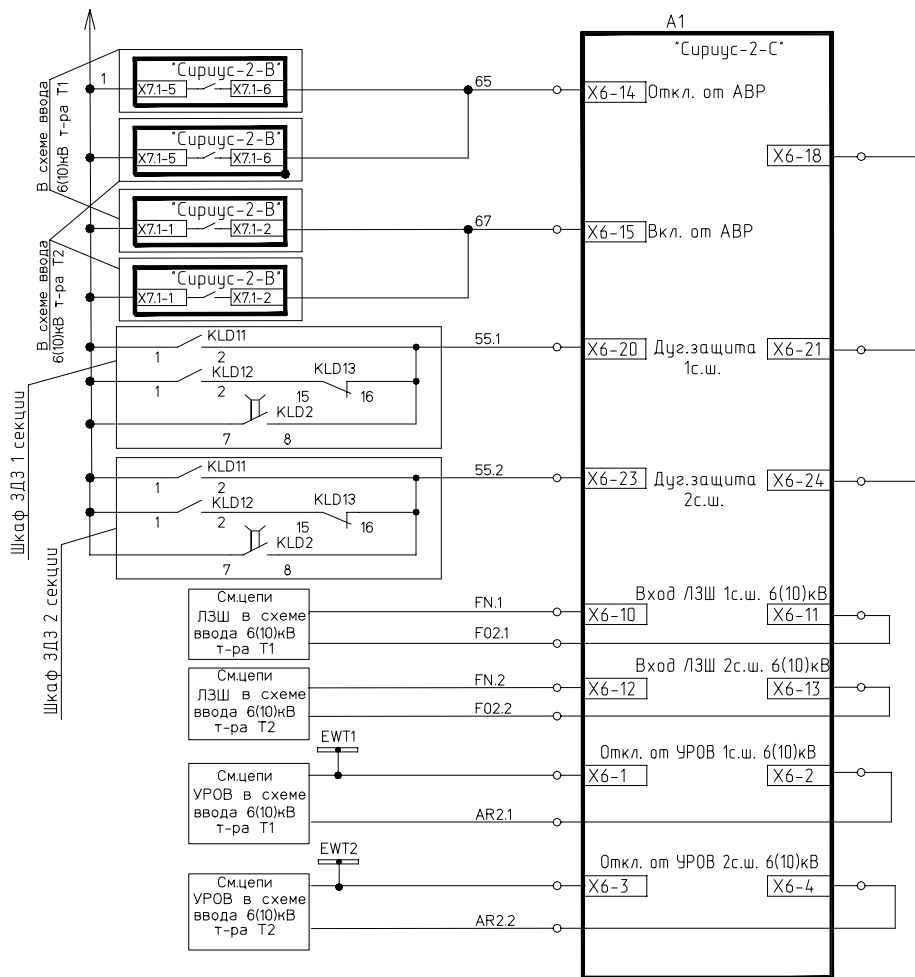 A1
"Сириус-2-С"
1
"Сириус-2-В"
X7.1-5
X7.1-6
65
X6-14
Откл. от АВР
"Сириус-2-В"
X7.1-5
X7.1-6
X6-18
"Сириус-2-В"
X7.1-1
X7.1-2
67
X6-15
Вкл. от АВР
"Сириус-2-В"
X7.1-1
X7.1-2
В схеме ввода
6(10)кВ т-ра Т1
В схеме ввода
6(10)кВ т-ра Т2
KLD11
1
2
55.1
X6-20
Дуг.защита
1с.ш.
X6-21
KLD12
1
2
KLD13
15
16
KLD2
7
8
Шкаф ЗДЗ 1 секции
KLD11
1
2
55.2
X6-23
Дуг.защита
2с.ш.
X6-24
KLD12
1
2
KLD13
15
16
KLD2
7
8
Шкаф ЗДЗ 2 секции
См.цепи
ЛЗШ в схеме
ввода 6(10)кВ
т-ра Т1
FN.1
F02.1
Вход ЛЗШ 1с.ш. 6(10)кВ
X6-10
X6-11
См.цепи
ЛЗШ в схеме
ввода 6(10)кВ
т-ра Т2
FN.2
F02.2
Вход ЛЗШ 2с.ш. 6(10)кВ
X6-12
X6-13
EWT1
См.цепи
УРОВ в схеме
ввода 6(10)кВ
т-ра Т1
AR2.1
Откл. от УРОВ 1с.ш. 6(10)кВ
X6-1
X6-2
EWT2
См.цепи
УРОВ в схеме
ввода 6(10)кВ
т-ра Т2
AR2.2
Откл. от УРОВ 2с.ш. 6(10)кВ
X6-3
X6-4